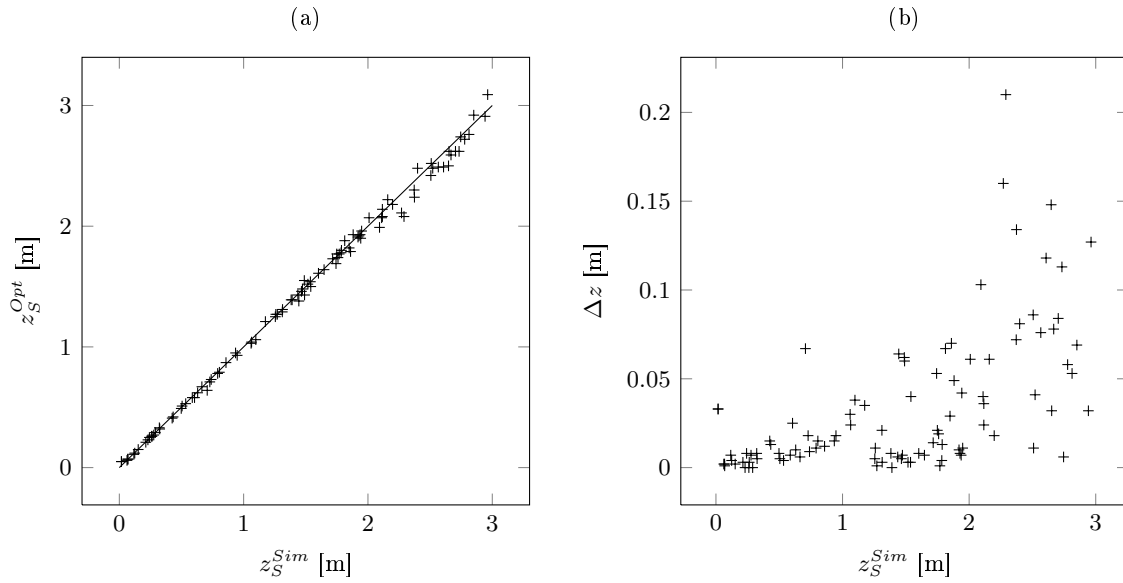 (a)
3
2
1
0
0 1 2 3
z_S^{Opt} [m]
z_S^{Sim} [m]
(b)
0.2
0.15
0.1
0.05
0
0 1 2 3
Δz [m]
z_S^{Sim} [m]